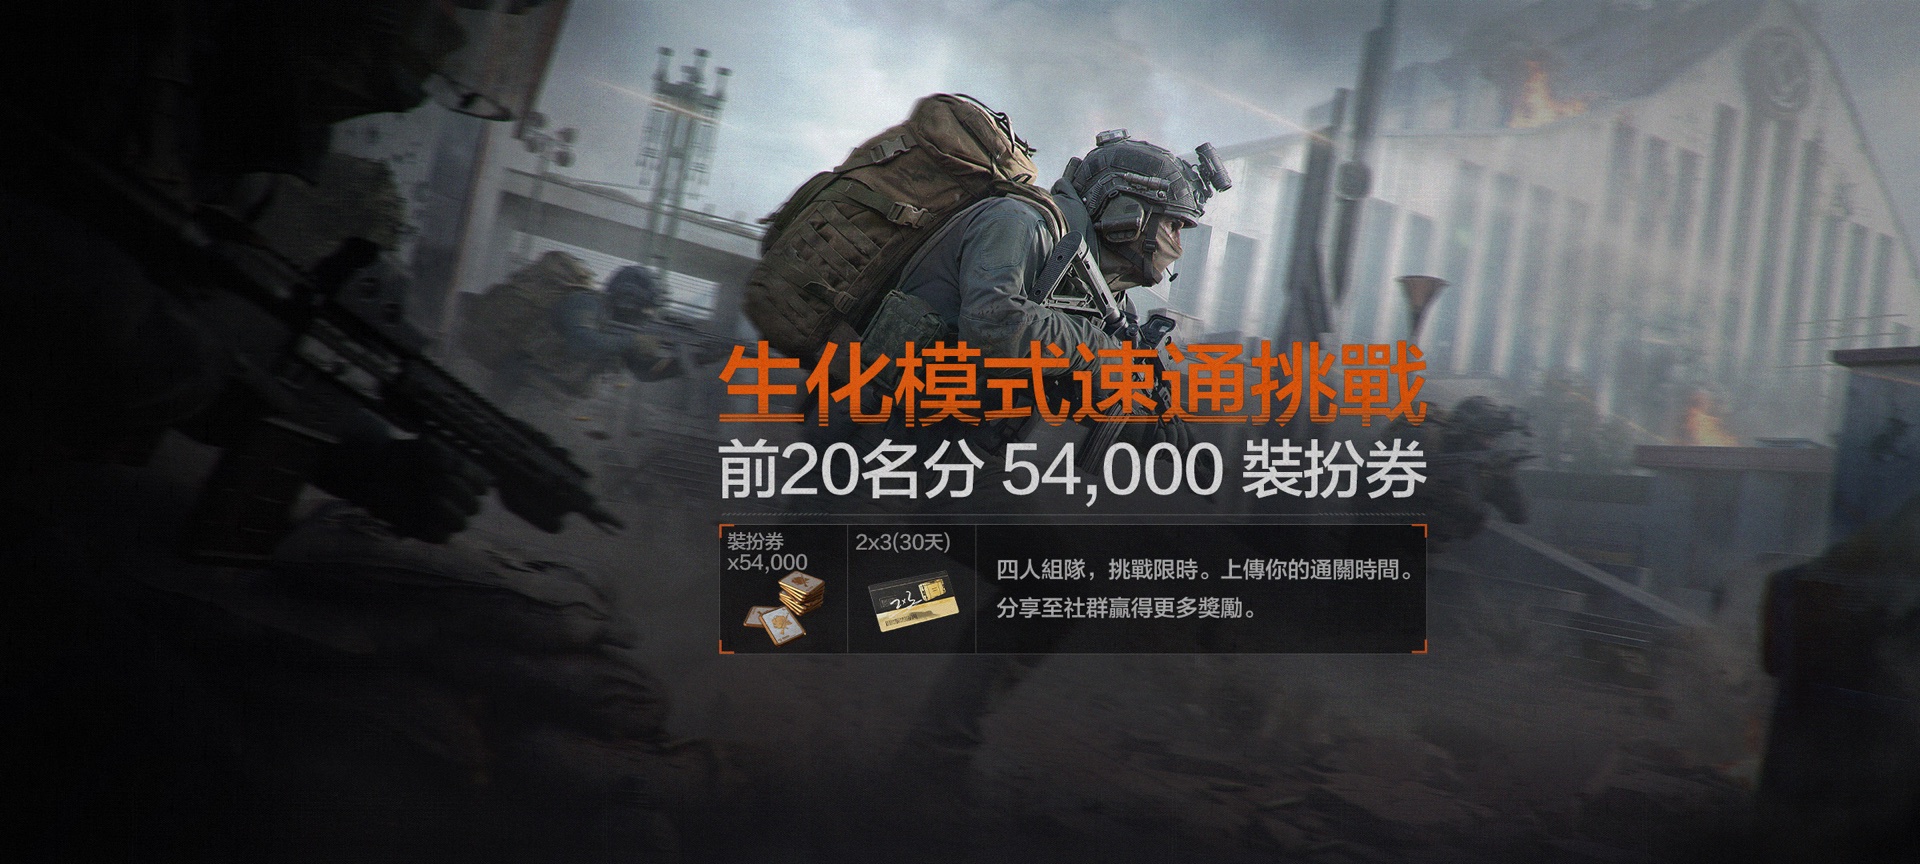 生化模式速通挑戰
前20名分 54,000 裝扮券
裝扮券
x54,000
2x3(30天)
2x3
四人組隊，挑戰限時。上傳你的通關時間。
分享至社群贏得更多獎勵。